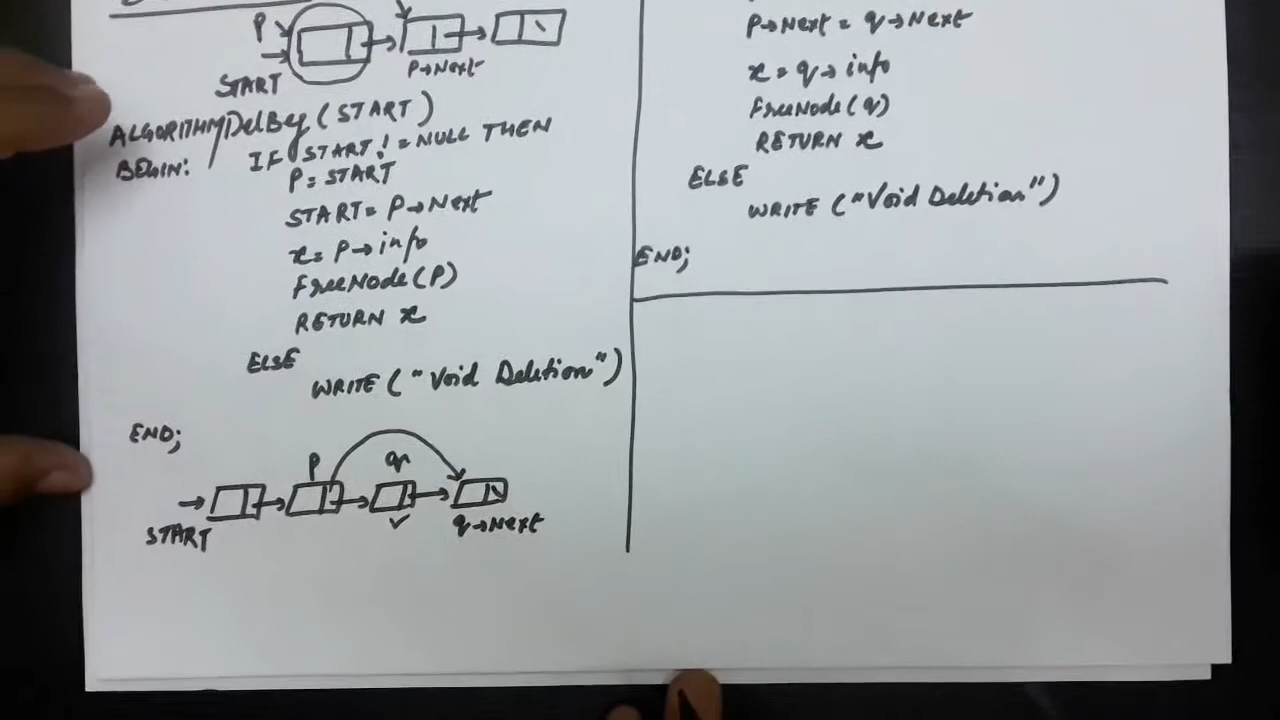 P
START
P→Next
ALGORITHM DelBeg (START)
BEGIN:
IF START != NULL THEN
P = START
START = P→Next
x = P→info
FreeNode(P)
RETURN x
ELSE
WRITE ("Void Deletion")
END;
P
q
START
q→Next
P→Next = q→Next
x = q→info
FreeNode(q)
RETURN x
ELSE
WRITE ("Void Deletion")
END;